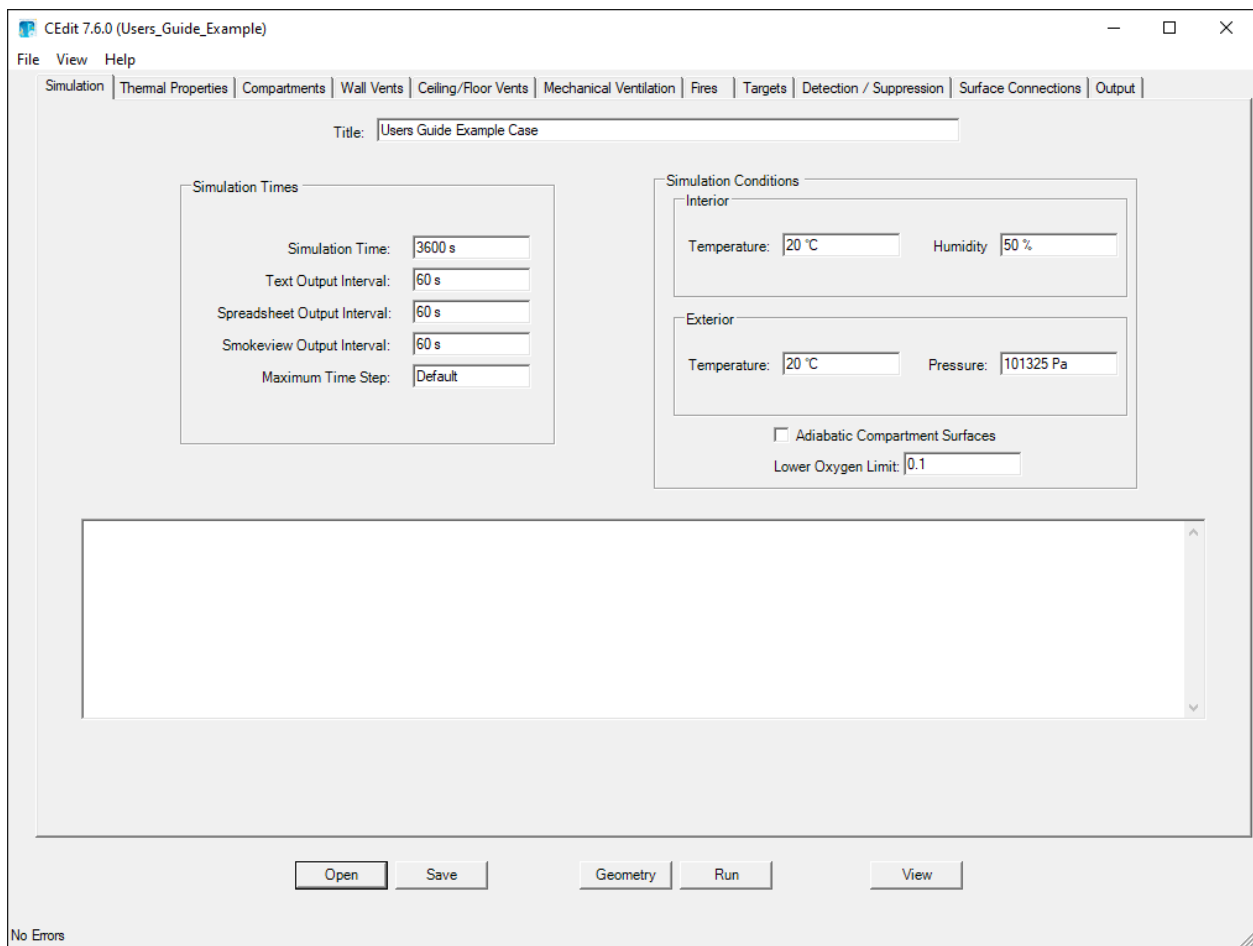 CEdit 7.6.0 (Users_Guide_Example)
File View Help
Simulation Thermal Properties Compartments Wall Vents Ceiling/Floor Vents Mechanical Ventilation Fires Targets Detection / Suppression Surface Connections Output
Title: Users Guide Example Case
Simulation Times
Simulation Time: 3600 s
Text Output Interval: 60 s
Spreadsheet Output Interval: 60 s
Smokeview Output Interval: 60 s
Maximum Time Step: Default
Simulation Conditions
Interior
Temperature: 20 °C Humidity 50 %
Exterior
Temperature: 20 °C Pressure: 101325 Pa
Adiabatic Compartment Surfaces
Lower Oxygen Limit: 0.1
Open Save Geometry Run View
No Errors